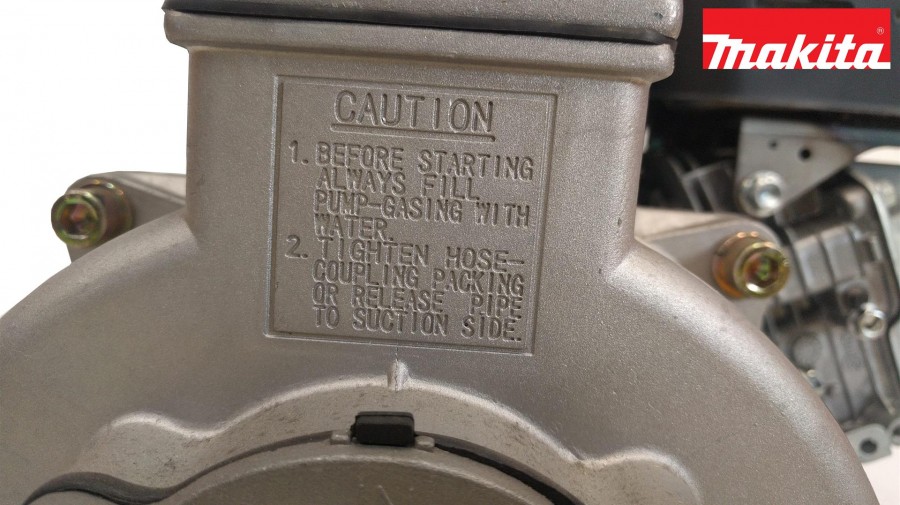 makita®
CAUTION
1. BEFORE STARTING
ALWAYS FILL
PUMP-GASING WITH
WATER.
2. TIGHTEN HOSE-
COUPLING PACKING
OR RELEASE PIPE
TO SUCTION SIDE.